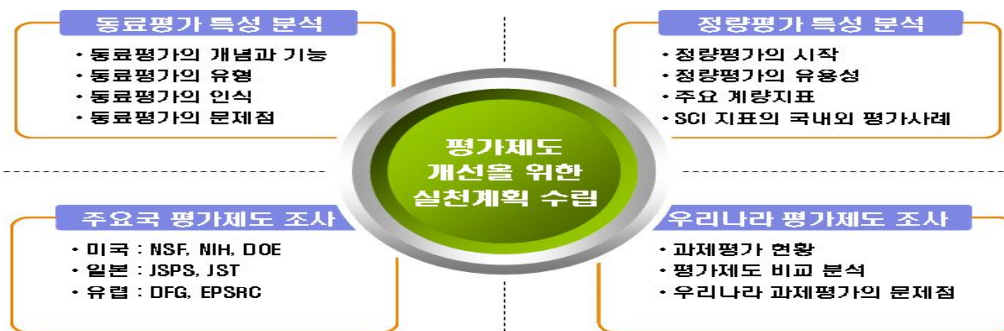 동료평가 특성 분석
• 동료평가의 개념과 기능
• 동료평가의 유형
• 동료평가의 인식
• 동료평가의 문제점
정량평가 특성 분석
• 정량평가의 시작
• 정량평가의 유용성
• 주요 계량지표
• SCI 지표의 국내외 평가사례
평가제도
개선을 위한
실천계획 수립
주요국 평가제도 조사
• 미국 : NSF, NIH, DOE
• 일본 : JSPS, JST
• 유럽 : DFG, EPSRC
우리나라 평가제도 조사
• 과제평가 현황
• 평가제도 비교 분석
• 우리나라 과제평가의 문제점